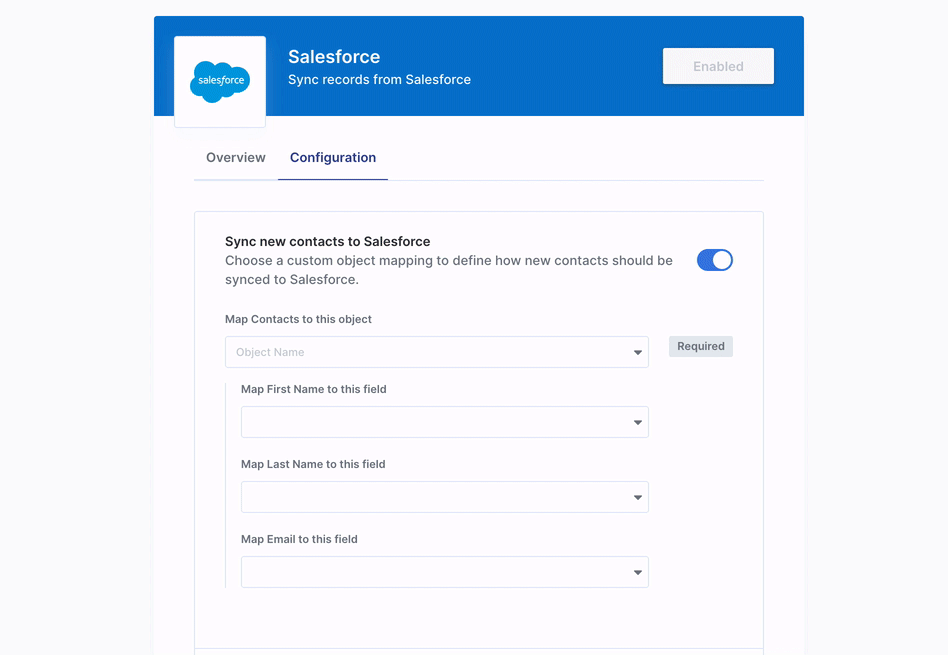 Salesforce
Sync records from Salesforce
Enabled
salesforce
Overview
Configuration
Sync new contacts to Salesforce
Choose a custom object mapping to define how new contacts should be
synced to Salesforce.
Map Contacts to this object
Object Name
Required
Map First Name to this field
Map Last Name to this field
Map Email to this field